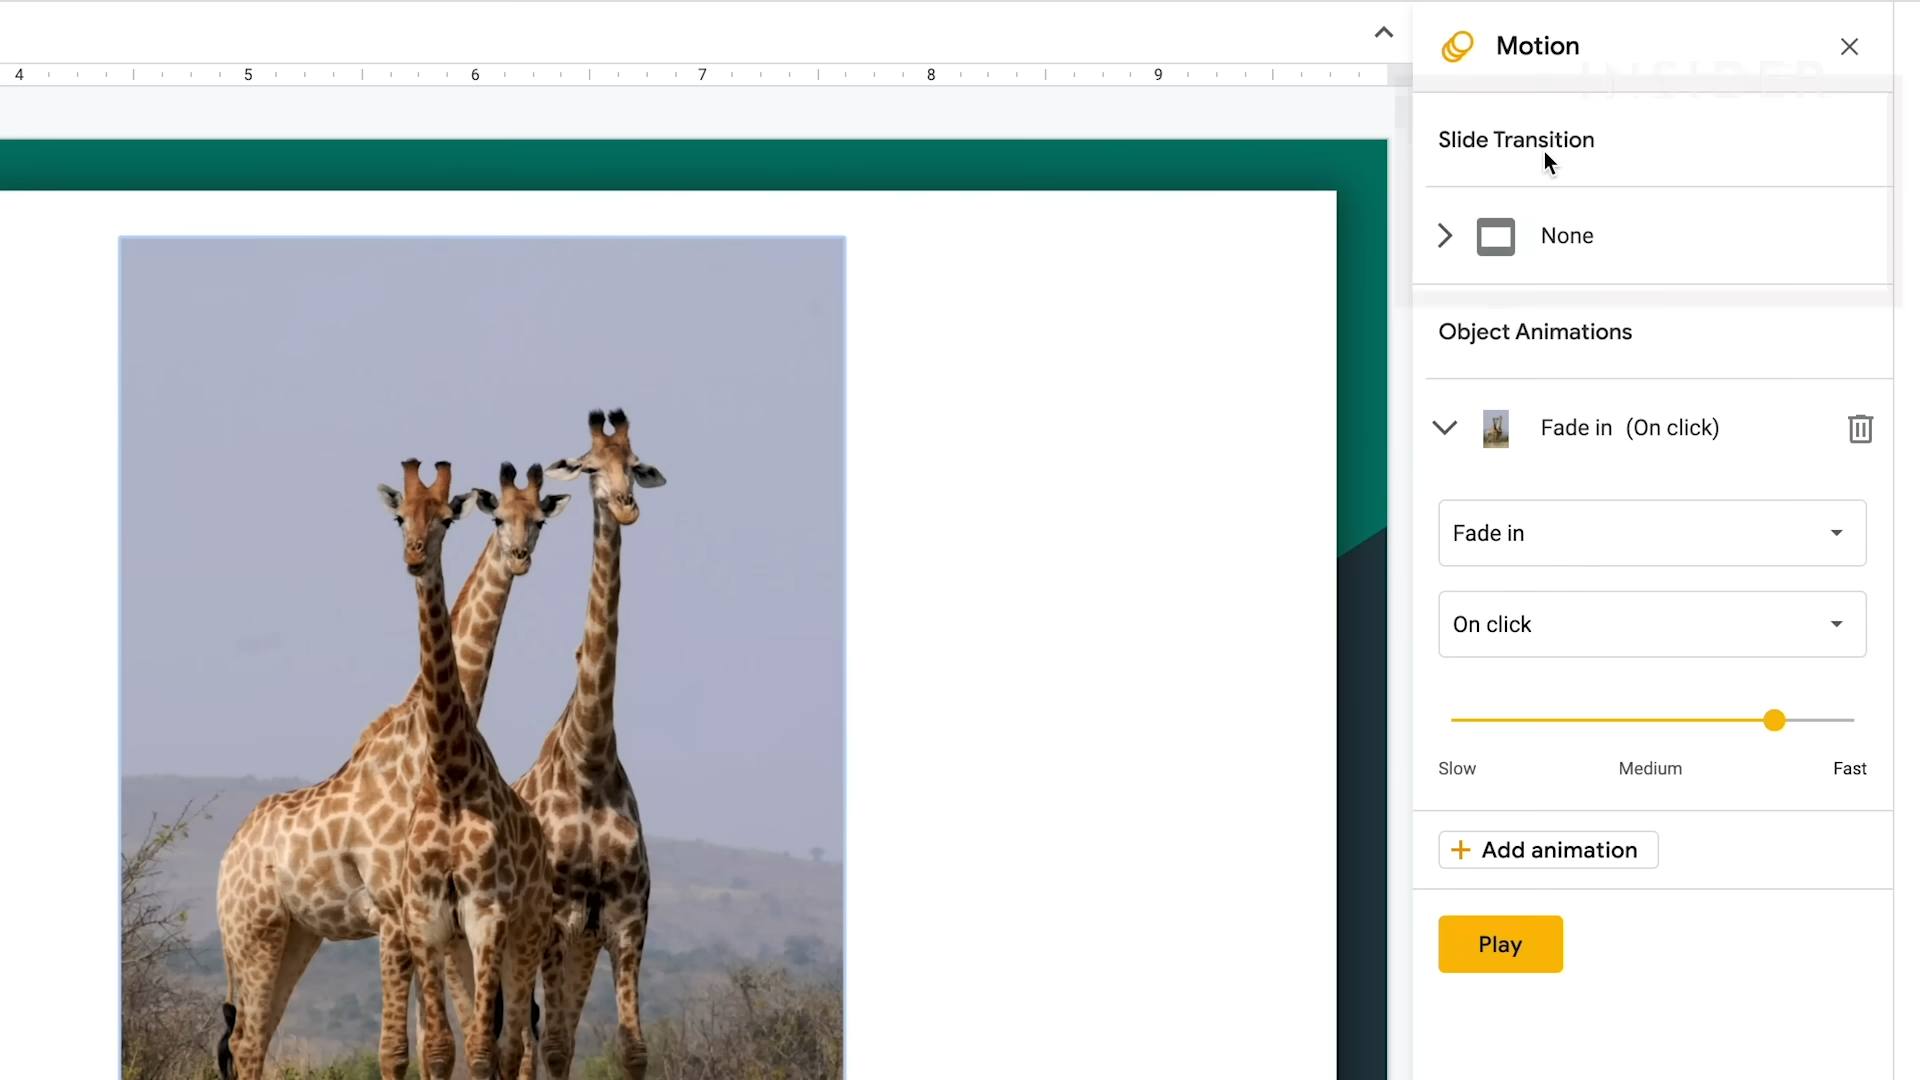 Motion
INSIDER
4 5 6 7 8 9
Slide Transition
None
Object Animations
Fade in (On click)
Fade in
On click
Slow Medium Fast
+ Add animation
Play